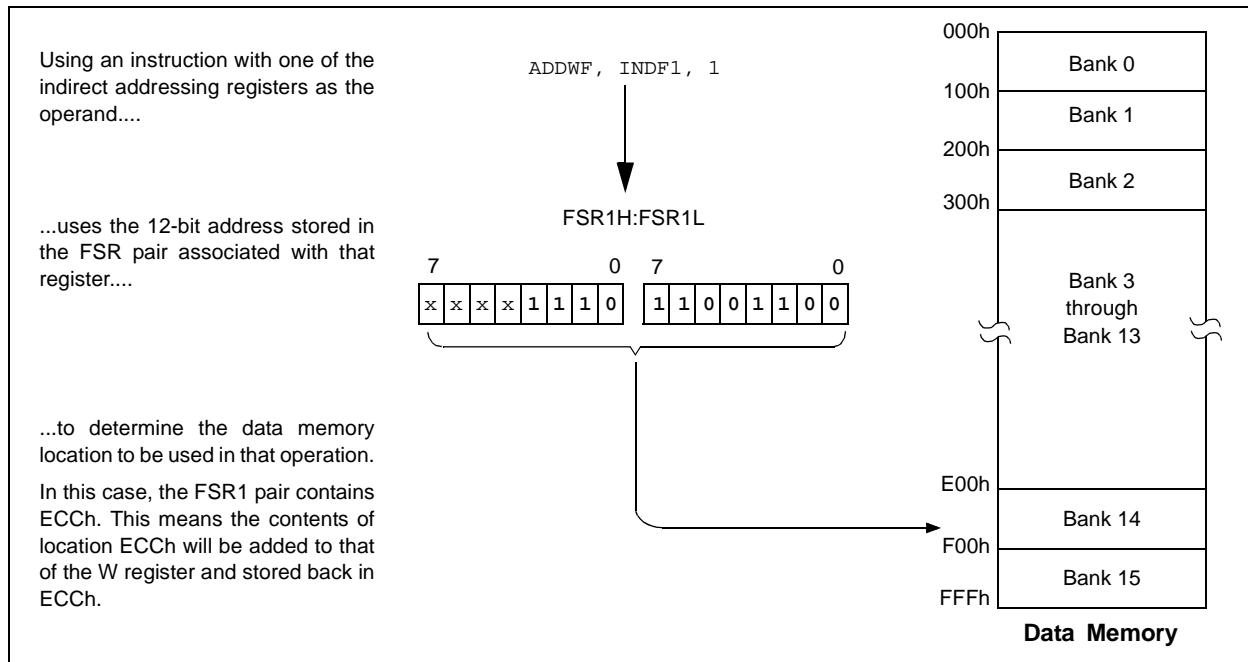 Using an instruction with one of the
indirect addressing registers as the
operand....
...uses the 12-bit address stored in
the FSR pair associated with that
register....
...to determine the data memory
location to be used in that operation.
In this case, the FSR1 pair contains
ECCh. This means the contents of
location ECCh will be added to that
of the W register and stored back in
ECCh.
ADDWF, INDF1, 1
FSR1H:FSR1L
7 0 7 0
x x x x 1 1 1 0 1 1 0 0 1 1 0 0
000h
Bank 0
100h
Bank 1
200h
Bank 2
300h
Bank 3
through
Bank 13
E00h
Bank 14
F00h
Bank 15
FFFh
Data Memory